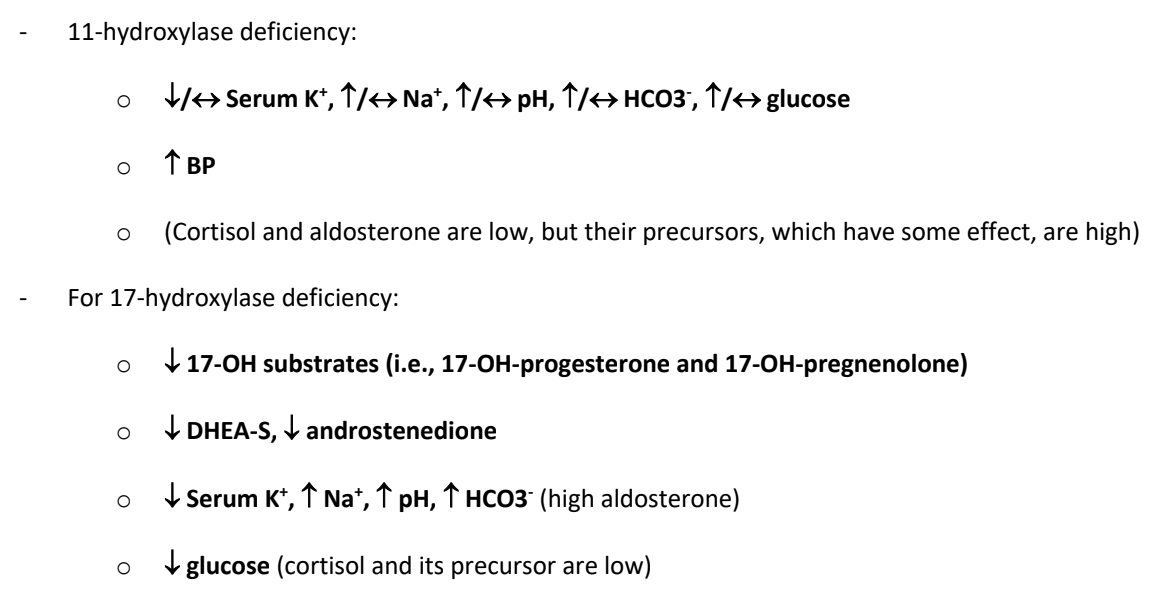 - 11-hydroxylase deficiency:
o ↓/↔ Serum K⁺, ↑/↔ Na⁺, ↑/↔ pH, ↑/↔ HCO3⁻, ↑/↔ glucose
o ↑ BP
o (Cortisol and aldosterone are low, but their precursors, which have some effect, are high)
- For 17-hydroxylase deficiency:
o ↓ 17-OH substrates (i.e., 17-OH-progesterone and 17-OH-pregnenolone)
o ↓ DHEA-S, ↓ androstenedione
o ↓ Serum K⁺, ↑ Na⁺, ↑ pH, ↑ HCO3⁻ (high aldosterone)
o ↓ glucose (cortisol and its precursor are low)